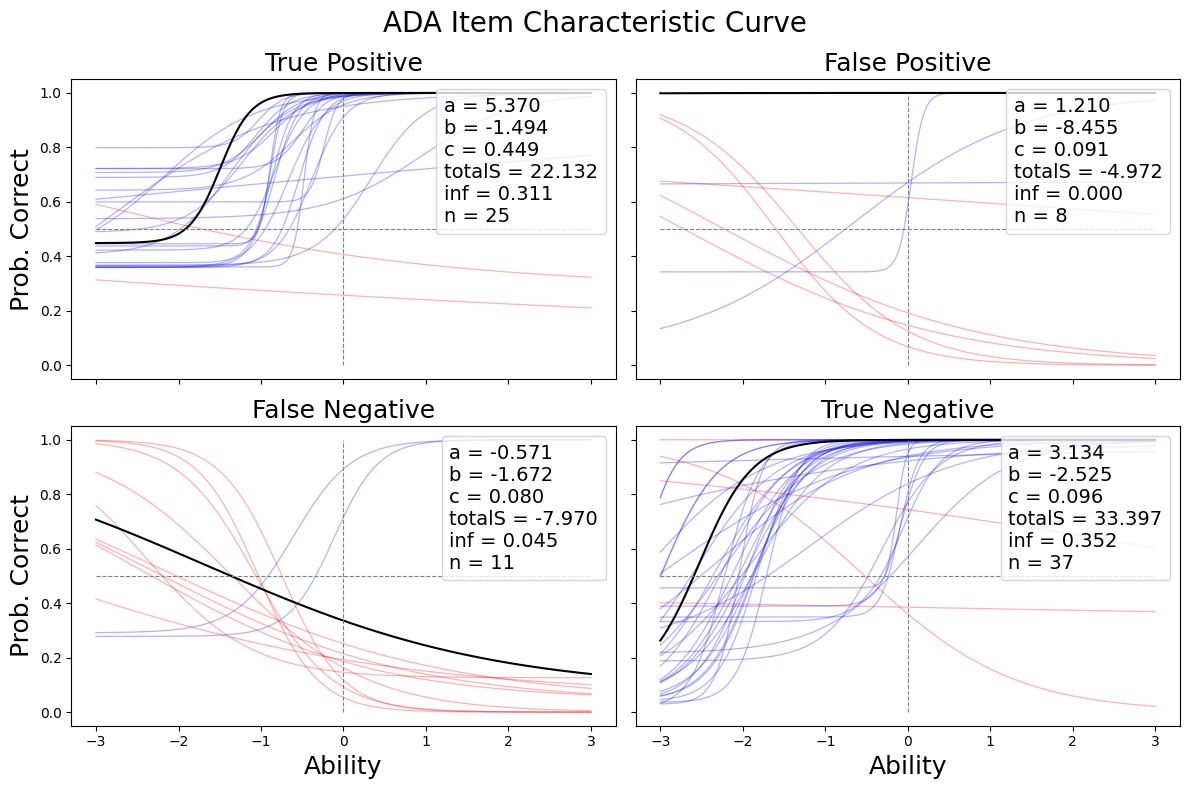 ADA Item Characteristic Curve
True Positive
1.0
0.8
0.6
0.4
0.2
0.0
Prob. Correct
a = 5.370
b = -1.494
c = 0.449
totalS = 22.132
inf = 0.311
n = 25
False Positive
a = 1.210
b = -8.455
c = 0.091
totalS = -4.972
inf = 0.000
n = 8
False Negative
1.0
0.8
0.6
0.4
0.2
0.0
Prob. Correct
a = -0.571
b = -1.672
c = 0.080
totalS = -7.970
inf = 0.045
n = 11
−3 −2 −1 0 1 2 3
Ability
True Negative
a = 3.134
b = -2.525
c = 0.096
totalS = 33.397
inf = 0.352
n = 37
−3 −2 −1 0 1 2 3
Ability